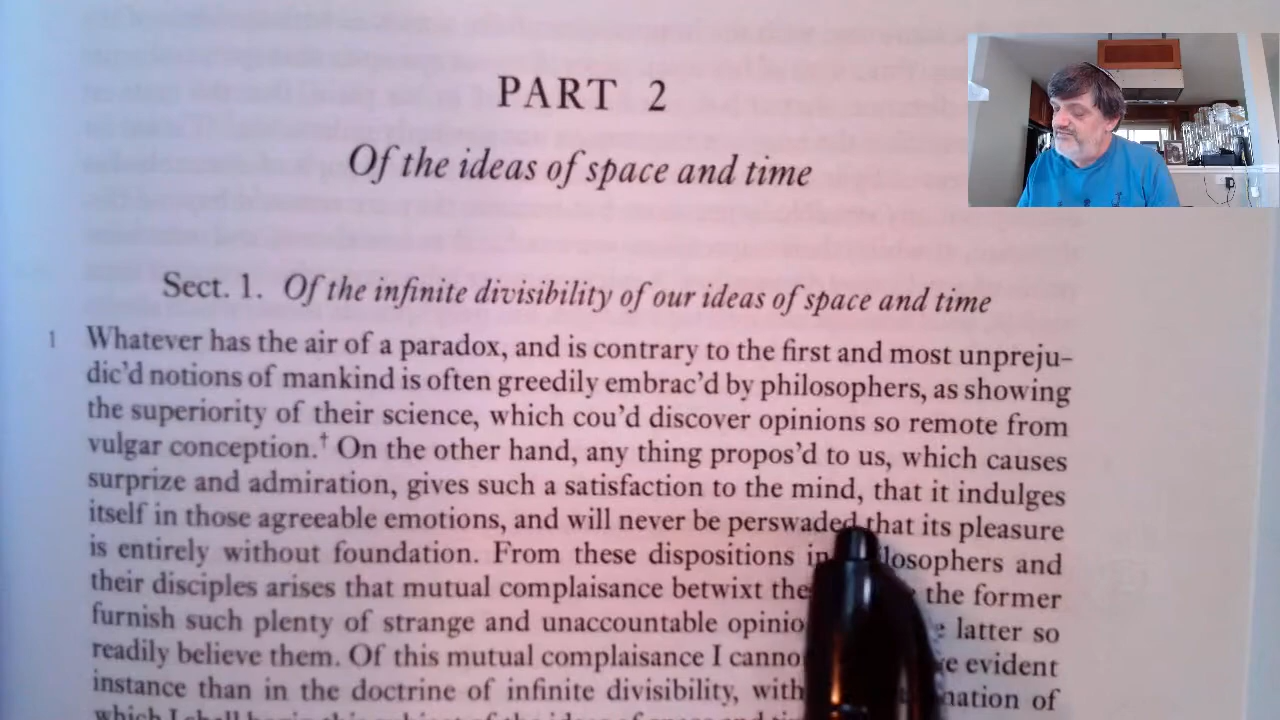 PART 2
Of the ideas of space and time
Sect. 1. Of the infinite divisibility of our ideas of space and time
1 Whatever has the air of a paradox, and is contrary to the first and most unpreju-
dic'd notions of mankind is often greedily embrac'd by philosophers, as showing
the superiority of their science, which cou'd discover opinions so remote from
vulgar conception.† On the other hand, any thing propos'd to us, which causes
surprize and admiration, gives such a satisfaction to the mind, that it indulges
itself in those agreeable emotions, and will never be perswaded that its pleasure
is entirely without foundation. From these dispositions in and
their disciples arises that mutual complaisance betwixt the former
furnish such plenty of strange and unaccountable latter so
readily believe them. Of this mutual complaisance I evident
instance than in the doctrine of infinite divisibility, of